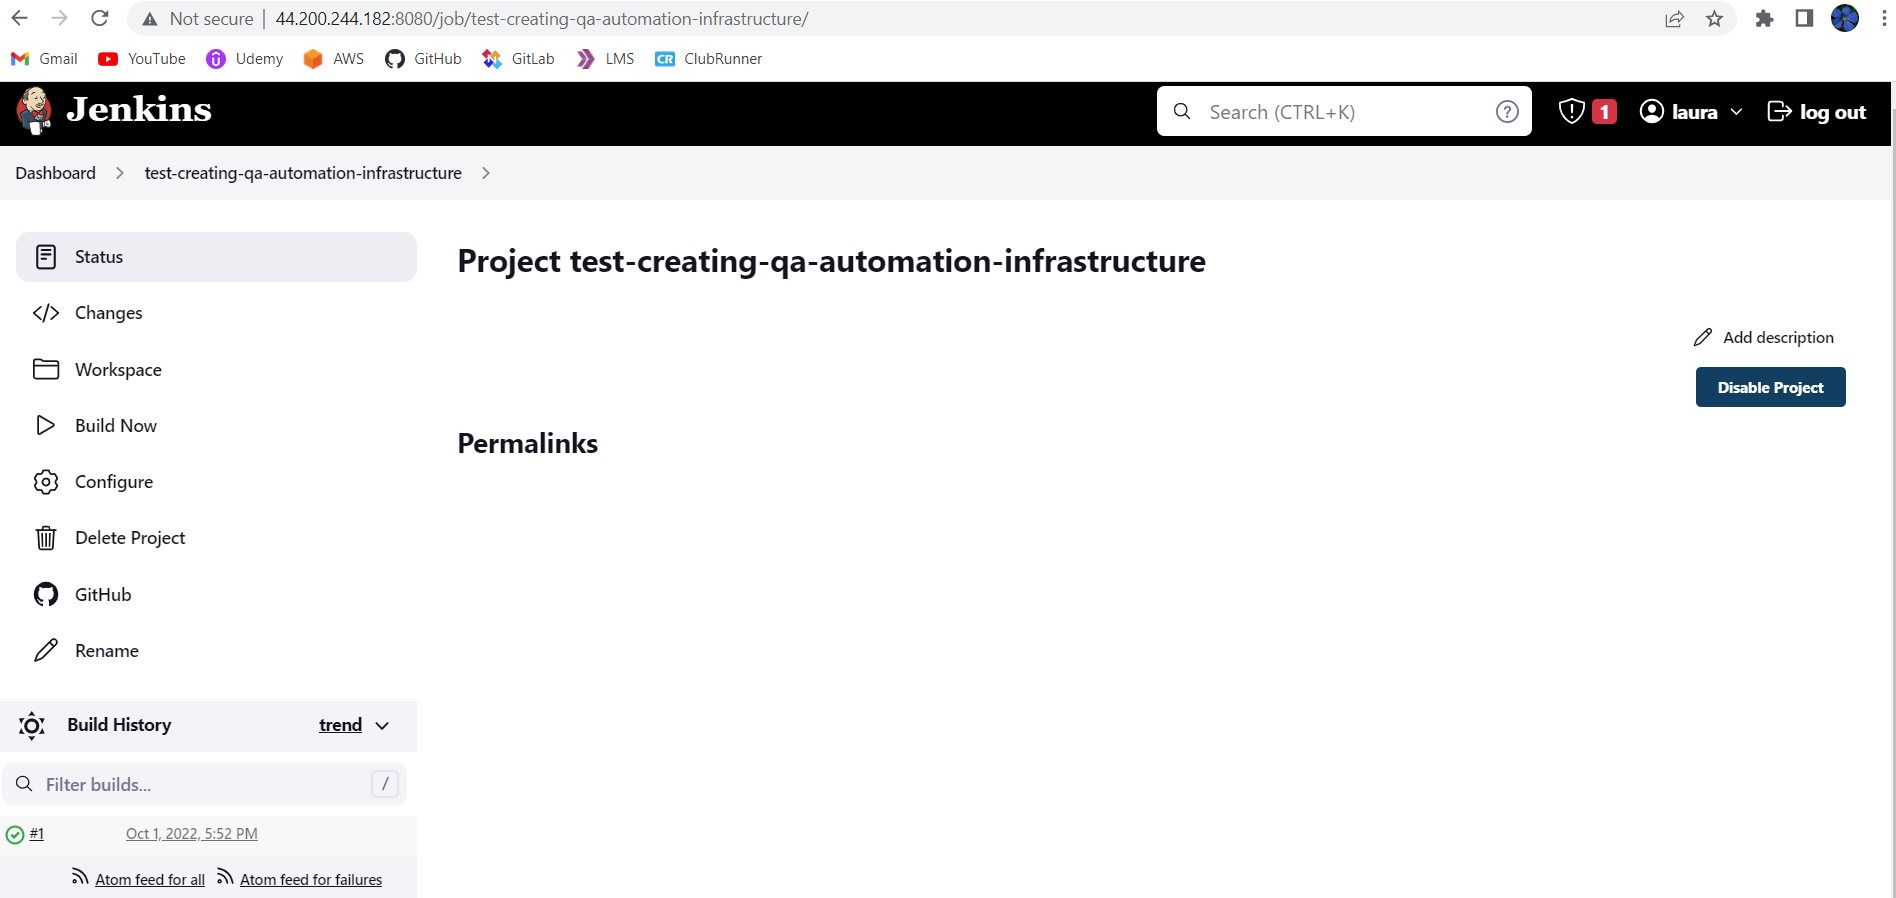 Not secure | 44.200.244.182:8080/job/test-creating-qa-automation-infrastructure/
Gmail YouTube Udemy AWS GitHub GitLab LMS CR ClubRunner
Jenkins Search (CTRL+K) ? 1 laura log out
Dashboard > test-creating-qa-automation-infrastructure >
Status
Changes
Workspace
Build Now
Configure
Delete Project
GitHub
Rename
Build History trend
Filter builds... /
#1 Oct 1, 2022, 5:52 PM
Atom feed for all Atom feed for failures
Project test-creating-qa-automation-infrastructure
Add description
Disable Project
Permalinks